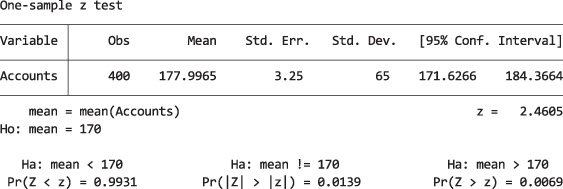 One-sample z test
Variable Obs Mean Std. Err. Std. Dev. [95% Conf. Interval]
Accounts 400 177.9965 3.25 65 171.6266 184.3664
mean = mean(Accounts) z = 2.4605
Ho: mean = 170
Ha: mean < 170 Ha: mean != 170 Ha: mean > 170
Pr(Z < z) = 0.9931 Pr(|Z| > |z|) = 0.0139 Pr(Z > z) = 0.0069